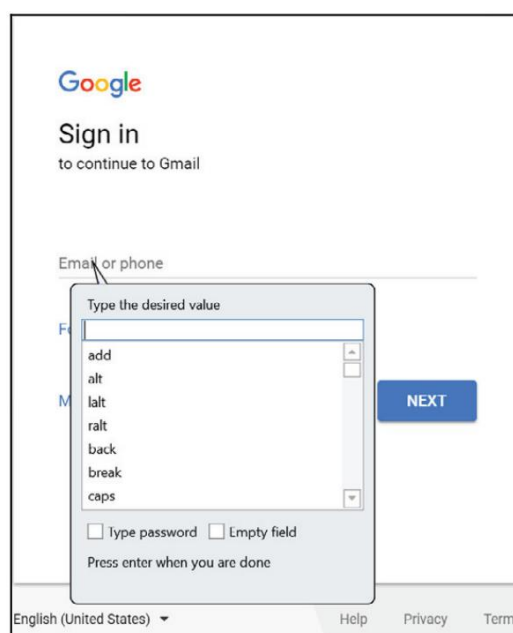 Google
Sign in
to continue to Gmail
Email or phone
Type the desired value
add
alt
lalt
ralt
back
break
caps
NEXT
Type password Empty field
Press enter when you are done
English (United States) Help Privacy Term